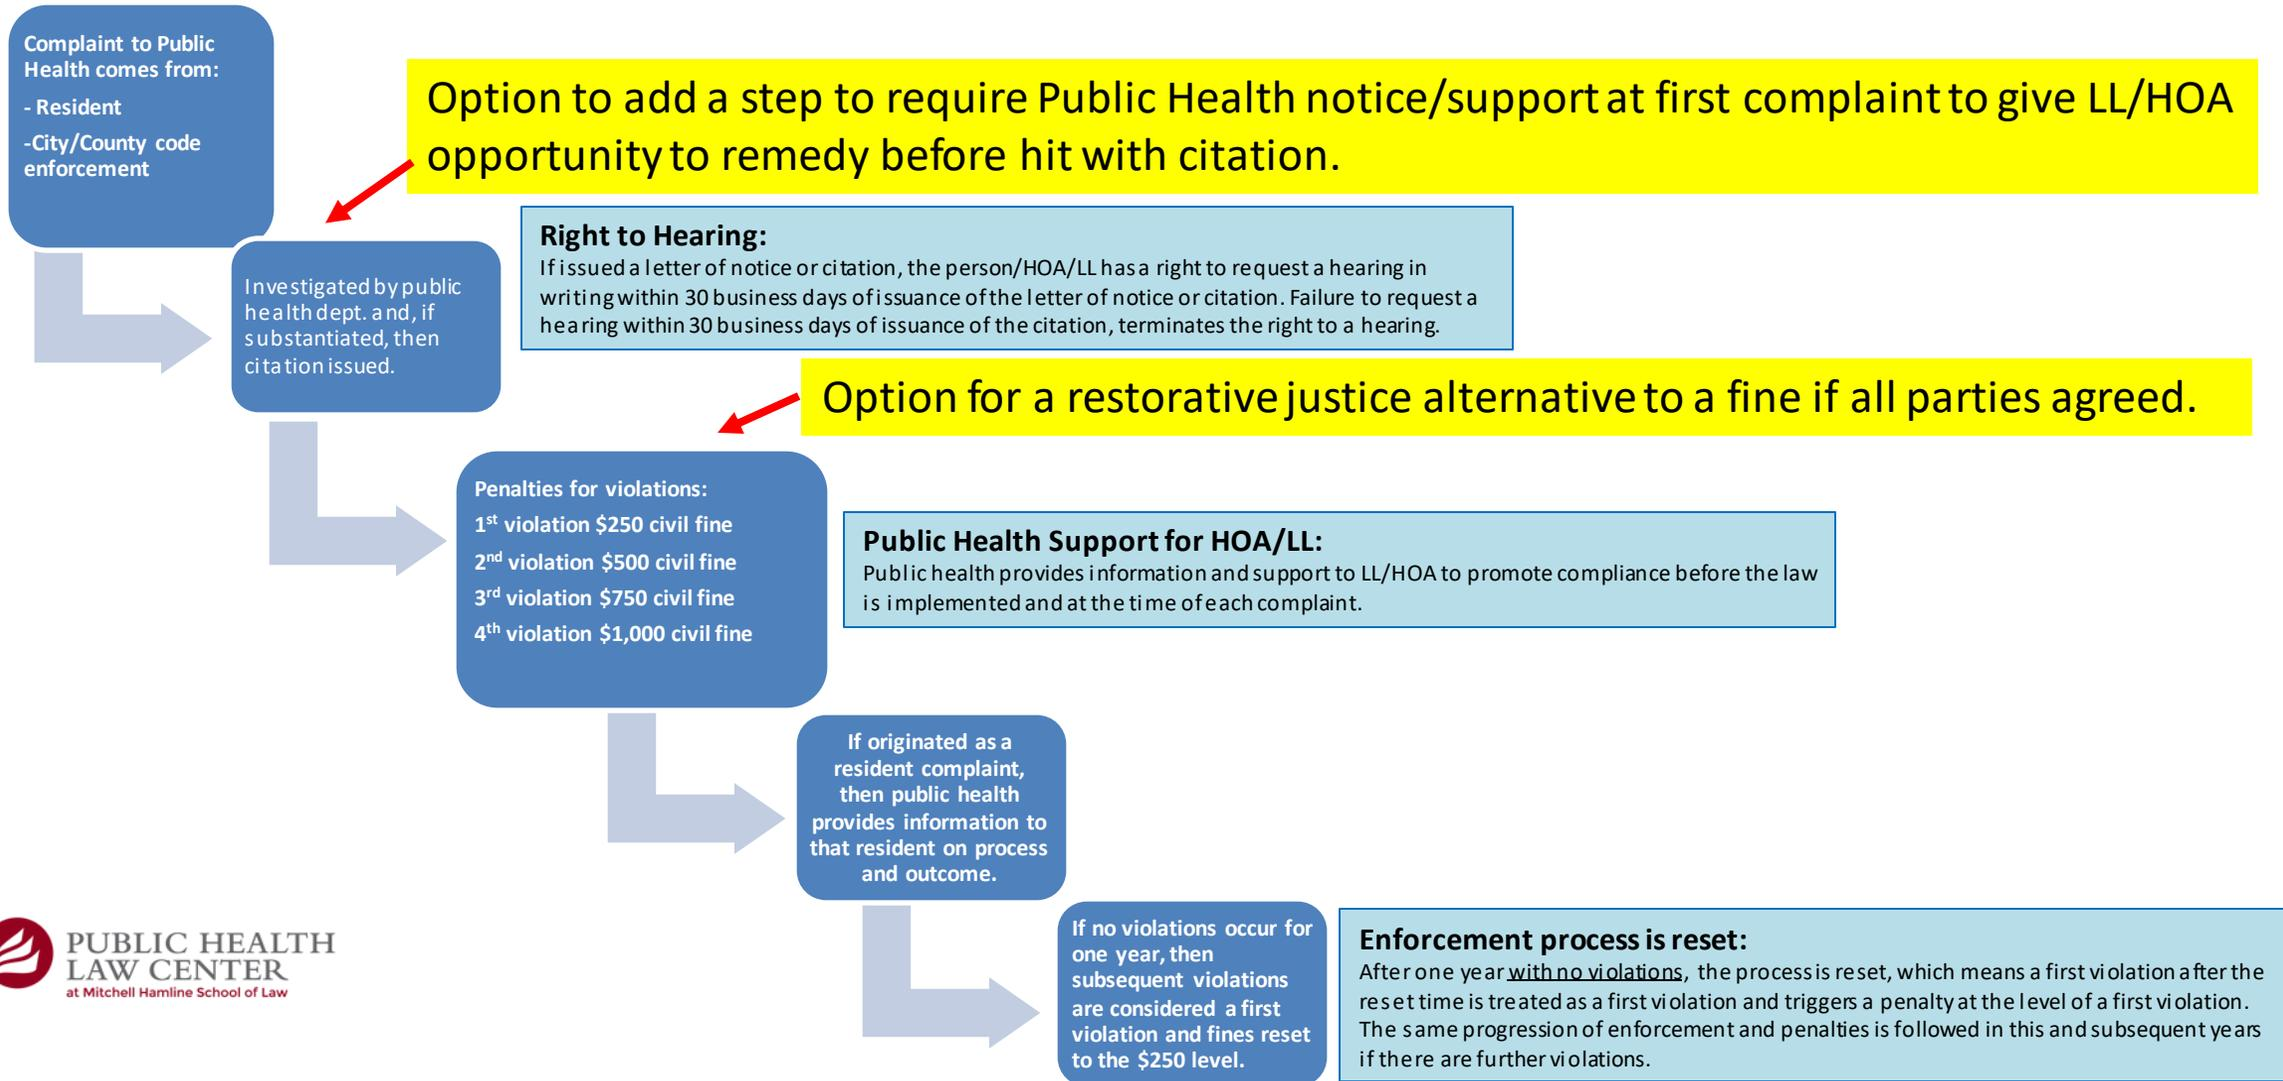 Complaint to Public
Health comes from:
- Resident
-City/County code
enforcement
Option to add a step to require Public Health notice/support at first complaint to give LL/HOA
opportunity to remedy before hit with citation.
Investigated by public
health dept. and, if
substantiated, then
citation issued.
Right to Hearing:
If issued a letter of notice or citation, the person/HOA/LL has a right to request a hearing in
writing within 30 business days of issuance of the letter of notice or citation. Failure to request a
hearing within 30 business days of issuance of the citation, terminates the right to a hearing.
Option for a restorative justice alternative to a fine if all parties agreed.
Penalties for violations:
1st violation $250 civil fine
2nd violation $500 civil fine
3rd violation $750 civil fine
4th violation $1,000 civil fine
Public Health Support for HOA/LL:
Public health provides information and support to LL/HOA to promote compliance before the law
is implemented and at the time of each complaint.
If originated as a
resident complaint,
then public health
provides information to
that resident on process
and outcome.
If no violations occur for
one year, then
subsequent violations
are considered a first
violation and fines reset
to the $250 level.
Enforcement process is reset:
After one year with no violations, the process is reset, which means a first violation after the
reset time is treated as a first violation and triggers a penalty at the level of a first violation.
The same progression of enforcement and penalties is followed in this and subsequent years
if there are further violations.
PUBLIC HEALTH
LAW CENTER
at Mitchell Hamline School of Law